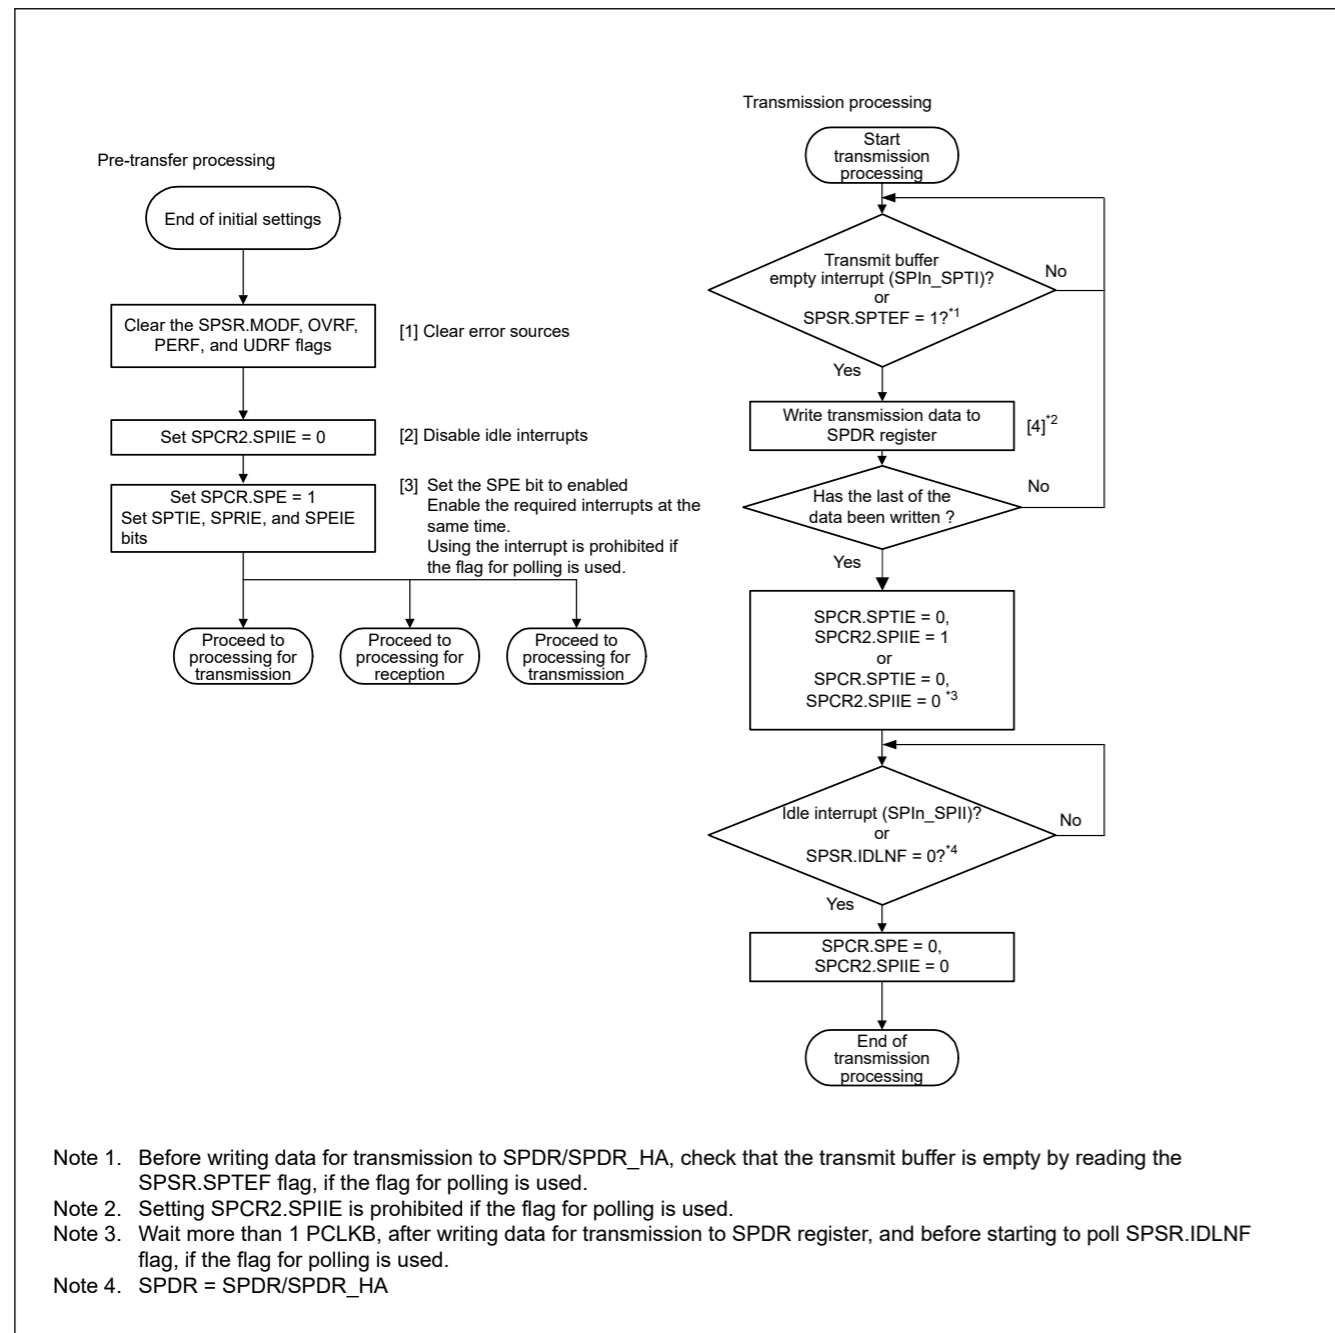 Pre-transfer processing
End of initial settings
Clear the SPSR.MODF, OVRF,
PERF, and UDRF flags
[1] Clear error sources
Set SPCR2.SPIIE = 0
[2] Disable idle interrupts
Set SPCR.SPE = 1
Set SPTIE, SPRIE, and SPEIE
bits
[3] Set the SPE bit to enabled
Enable the required interrupts at the
same time.
Using the interrupt is prohibited if
the flag for polling is used.
Proceed to
processing for
transmission
Proceed to
processing for
reception
Proceed to
processing for
transmission
Transmission processing
Start
transmission
processing
Transmit buffer
empty interrupt (SPIn_SPTI)?
or
SPSR.SPTEF = 1?*1
No
Yes
Write transmission data to
SPDR register
[4]*2
Has the last of the
data been written ?
No
Yes
SPCR.SPTIE = 0,
SPCR2.SPIIE = 1
or
SPCR.SPTIE = 0,
SPCR2.SPIIE = 0 *3
Idle interrupt (SPIn_SPII)?
or
SPSR.IDLNF = 0?*4
No
Yes
SPCR.SPE = 0,
SPCR2.SPIIE = 0
End of
transmission
processing
Note 1. Before writing data for transmission to SPDR/SPDR_HA, check that the transmit buffer is empty by reading the
SPSR.SPTEF flag, if the flag for polling is used.
Note 2. Setting SPCR2.SPIIE is prohibited if the flag for polling is used.
Note 3. Wait more than 1 PCLKB, after writing data for transmission to SPDR register, and before starting to poll SPSR.IDLNF
flag, if the flag for polling is used.
Note 4. SPDR = SPDR/SPDR_HA